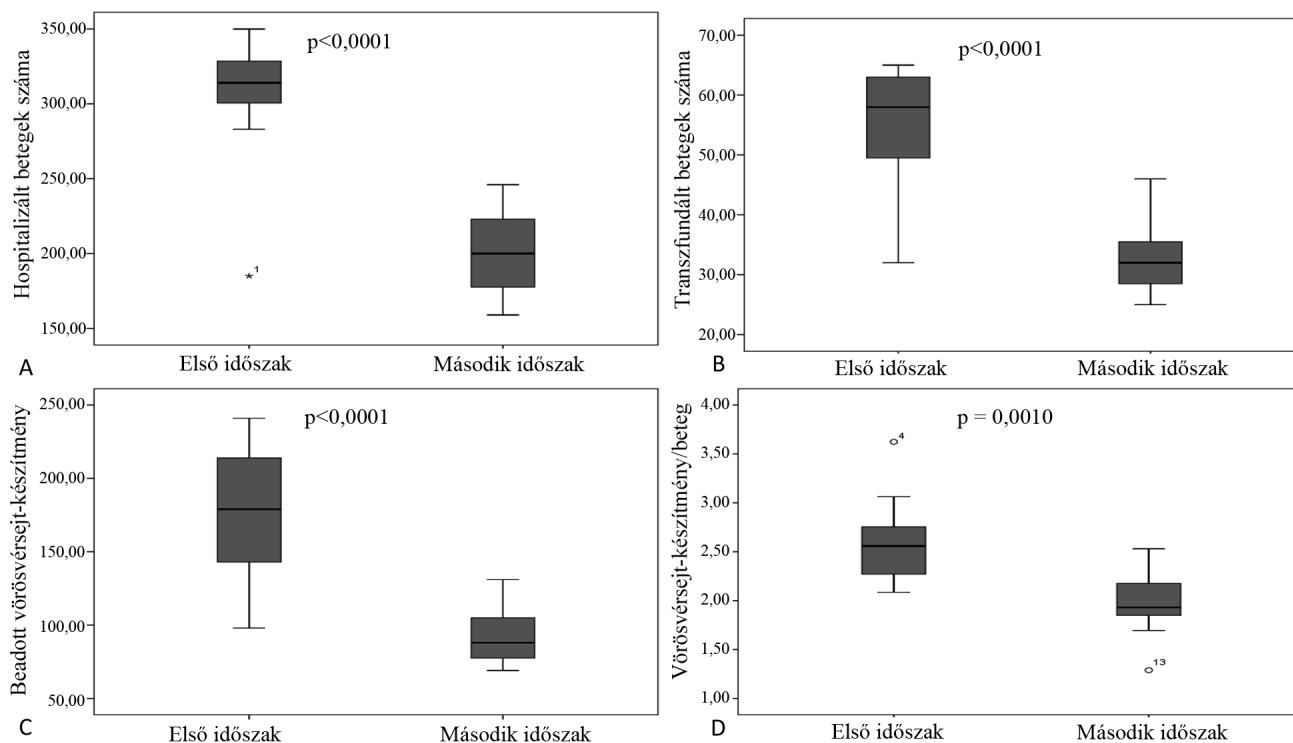 Hospitalizált betegek száma
350,00
300,00
250,00
200,00
150,00
p<0,0001
*1
Első időszak
Második időszak
A
Transzfundált betegek száma
70,00
60,00
50,00
40,00
30,00
20,00
p<0,0001
Első időszak
Második időszak
B
Beadott vörösvérsejt-készítmény
250,00
200,00
150,00
100,00
50,00
p<0,0001
Első időszak
Második időszak
C
Vörösvérsejt-készítmény/beteg
4,00
3,50
3,00
2,50
2,00
1,50
1,00
p = 0,0010
4
13
Első időszak
Második időszak
D